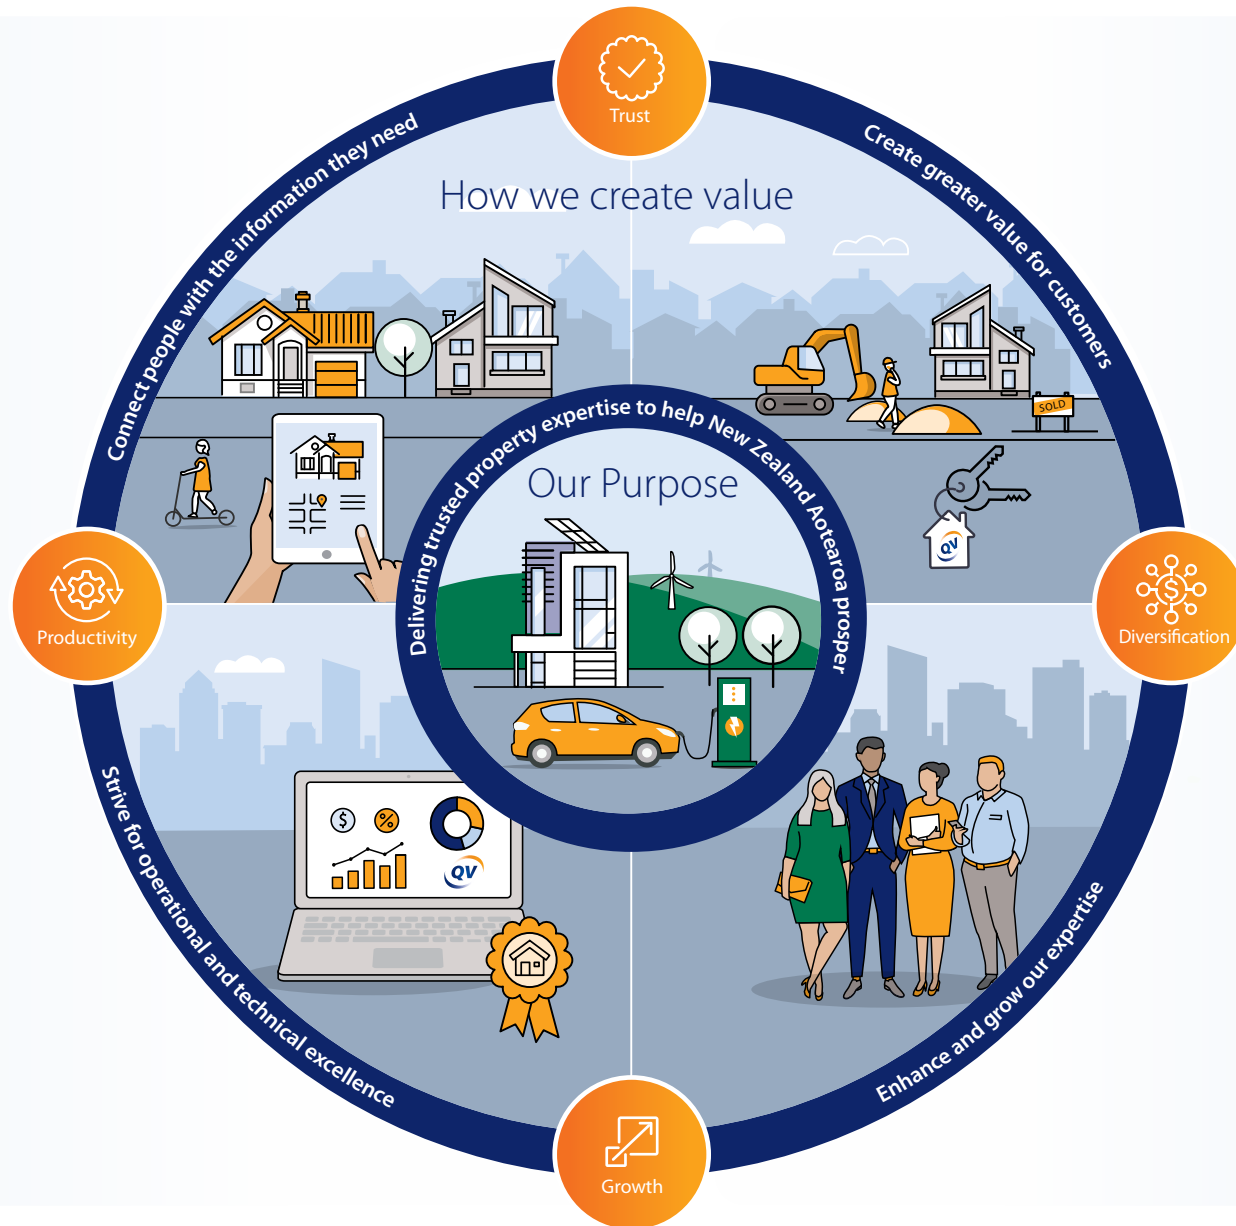 Trust
Connect people with the information they need
Create greater value for customers
How we create value
SOLD
QV
Delivering trusted property expertise to help New Zealand Aotearoa prosper
Our Purpose
Productivity
Diversification
$
%
QV
Strive for operational and technical excellence
Enhance and grow our expertise
Growth